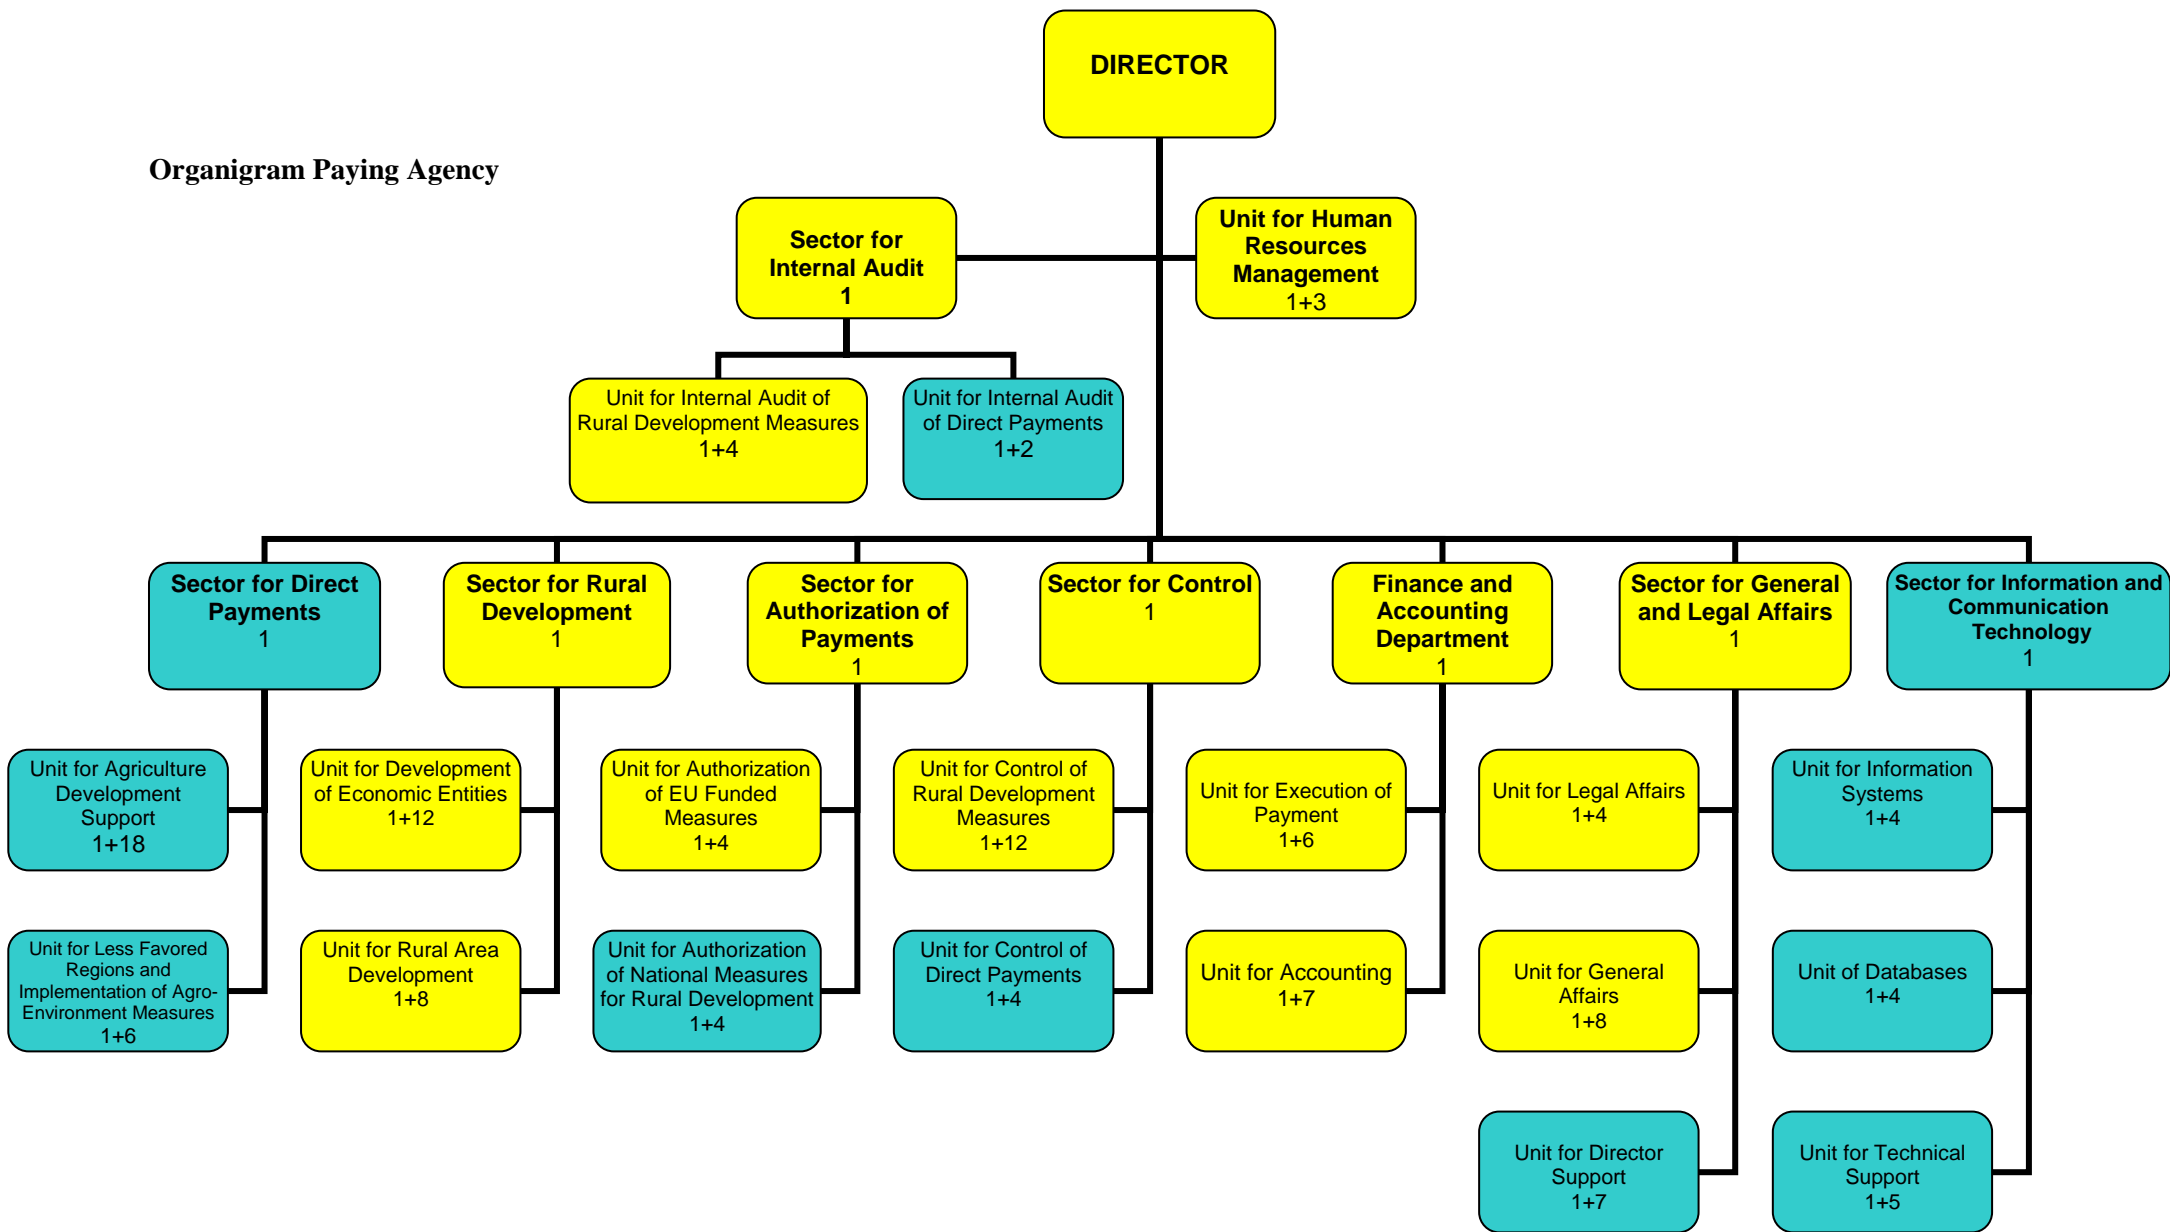 DIRECTOR
Organigram Paying Agency
Sector for
Internal Audit
1
Unit for Human
Resources
Management
1+3
Unit for Internal Audit of
Rural Development Measures
1+4
Unit for Internal Audit
of Direct Payments
1+2
Sector for Direct
Payments
1
Sector for Rural
Development
1
Sector for
Authorization of
Payments
1
Sector for Control
1
Finance and
Accounting
Department
1
Sector for General
and Legal Affairs
1
Sector for Information and
Communication
Technology
1
Unit for Agriculture
Development
Support
1+18
Unit for Development
of Economic Entities
1+12
Unit for Authorization
of EU Funded
Measures
1+4
Unit for Control of
Rural Development
Measures
1+12
Unit for Execution of
Payment
1+6
Unit for Legal Affairs
1+4
Unit for Information
Systems
1+4
Unit for Less Favored
Regions and
Implementation of Agro-
Environment Measures
1+6
Unit for Rural Area
Development
1+8
Unit for Authorization
of National Measures
for Rural Development
1+4
Unit for Control of
Direct Payments
1+4
Unit for Accounting
1+7
Unit for General
Affairs
1+8
Unit of Databases
1+4
Unit for Director
Support
1+7
Unit for Technical
Support
1+5